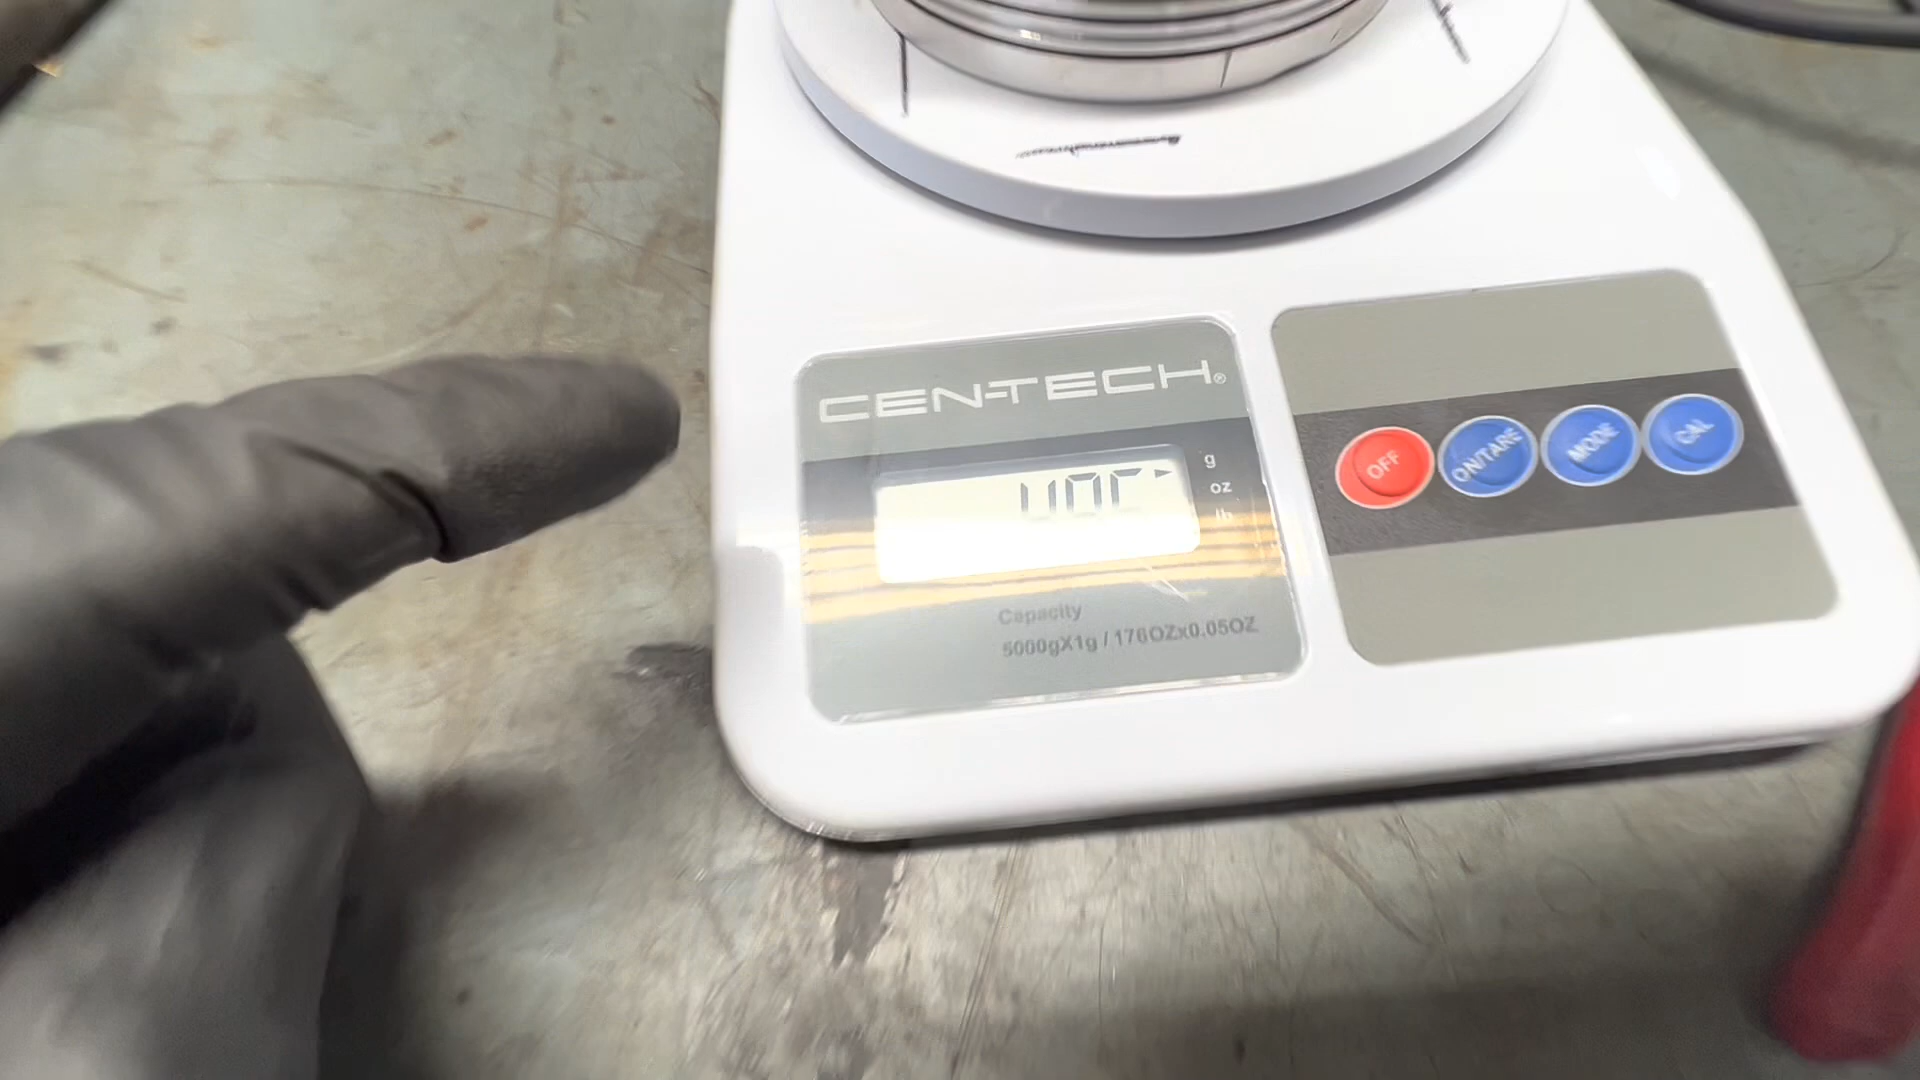 CEN-TECH®
g
oz
lb
Capacity
5000gX1g / 176OZx0.05OZ
OFF
ON/TARE
MODE
CAL